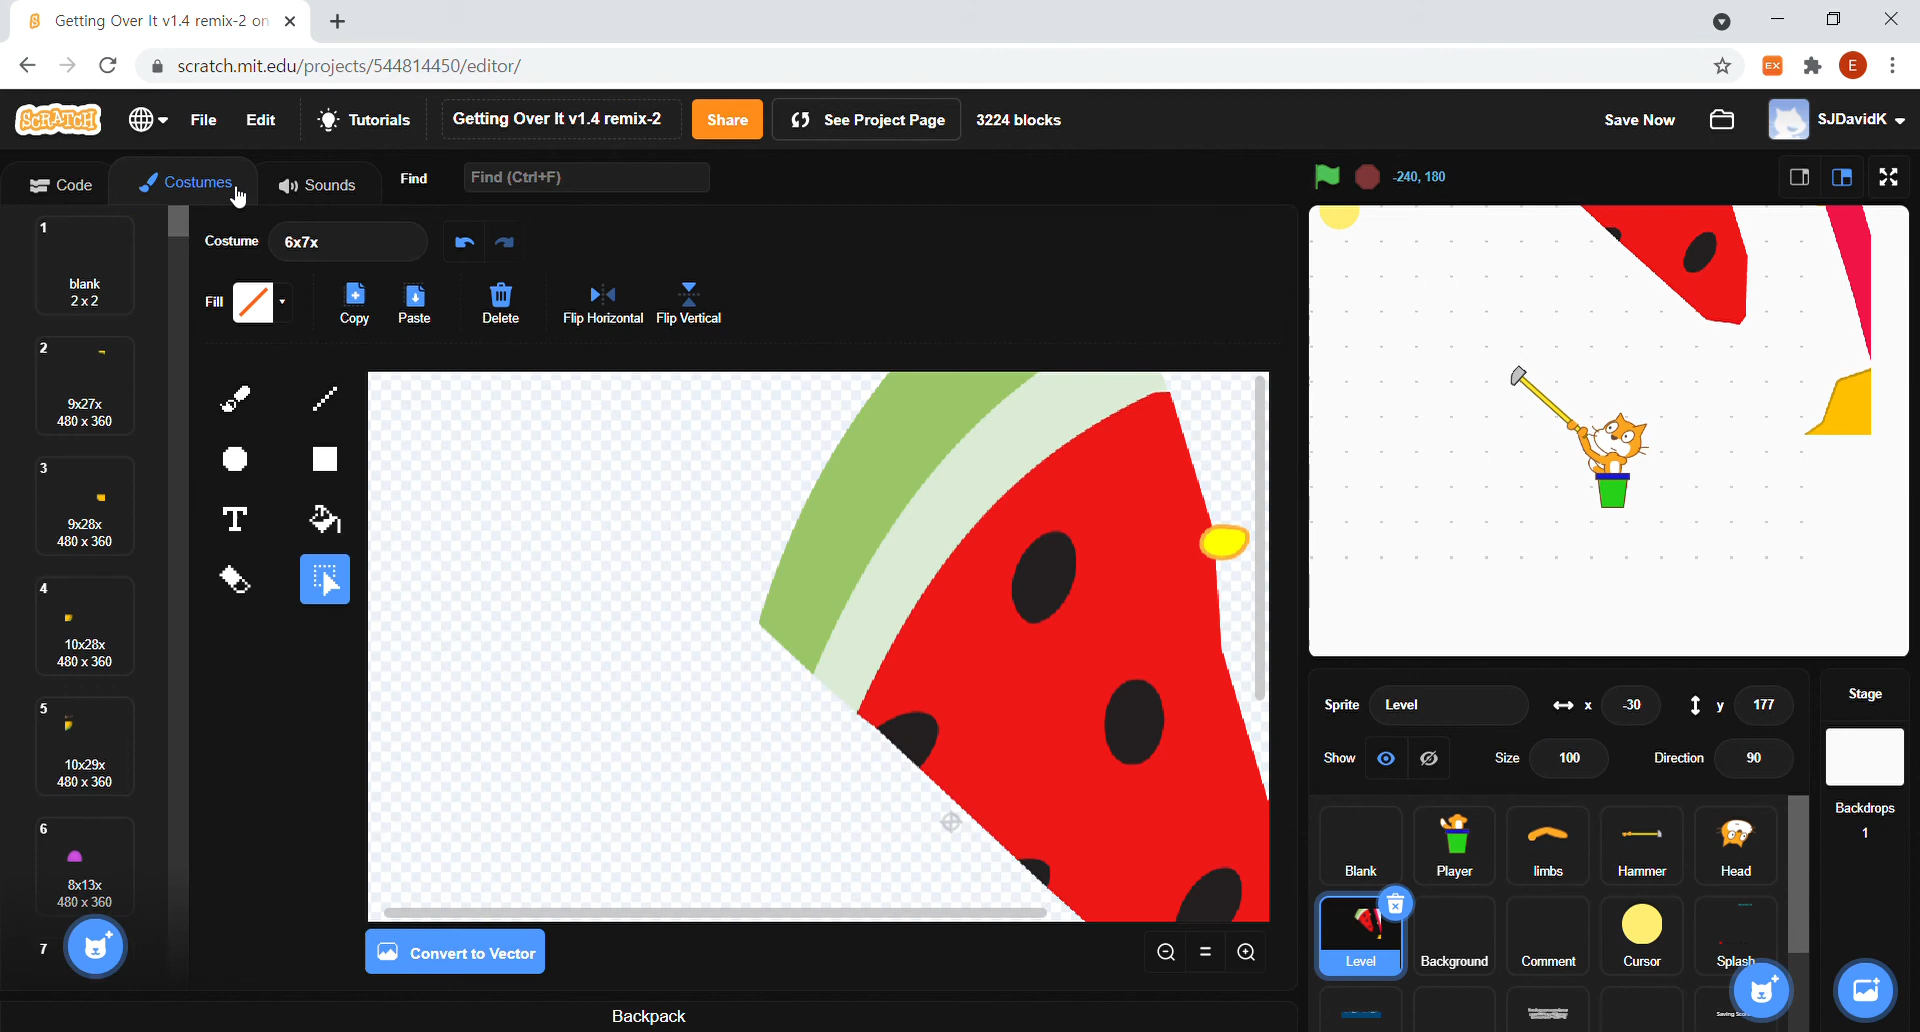 Getting Over It v1.4 remix-2 on
scratch.mit.edu/projects/544814450/editor/
EX
E
SCRATCH
File
Edit
Tutorials
Getting Over It v1.4 remix-2
Share
See Project Page
3224 blocks
Save Now
SJDavidK
Code
Costumes
Sounds
Find
Find (Ctrl+F)
-240, 180
1
blank
2 x 2
2
9x27x
480 x 360
3
9x28x
480 x 360
4
10x28x
480 x 360
5
10x29x
480 x 360
6
8x13x
480 x 360
7
Costume
6x7x
Fill
Copy
Paste
Delete
Flip Horizontal
Flip Vertical
T
Convert to Vector
Backpack
Sprite
Level
x
-30
y
177
Show
Size
100
Direction
90
Stage
Backdrops
1
Blank
Player
limbs
Hammer
Head
Level
Background
Comment
Cursor
Splash